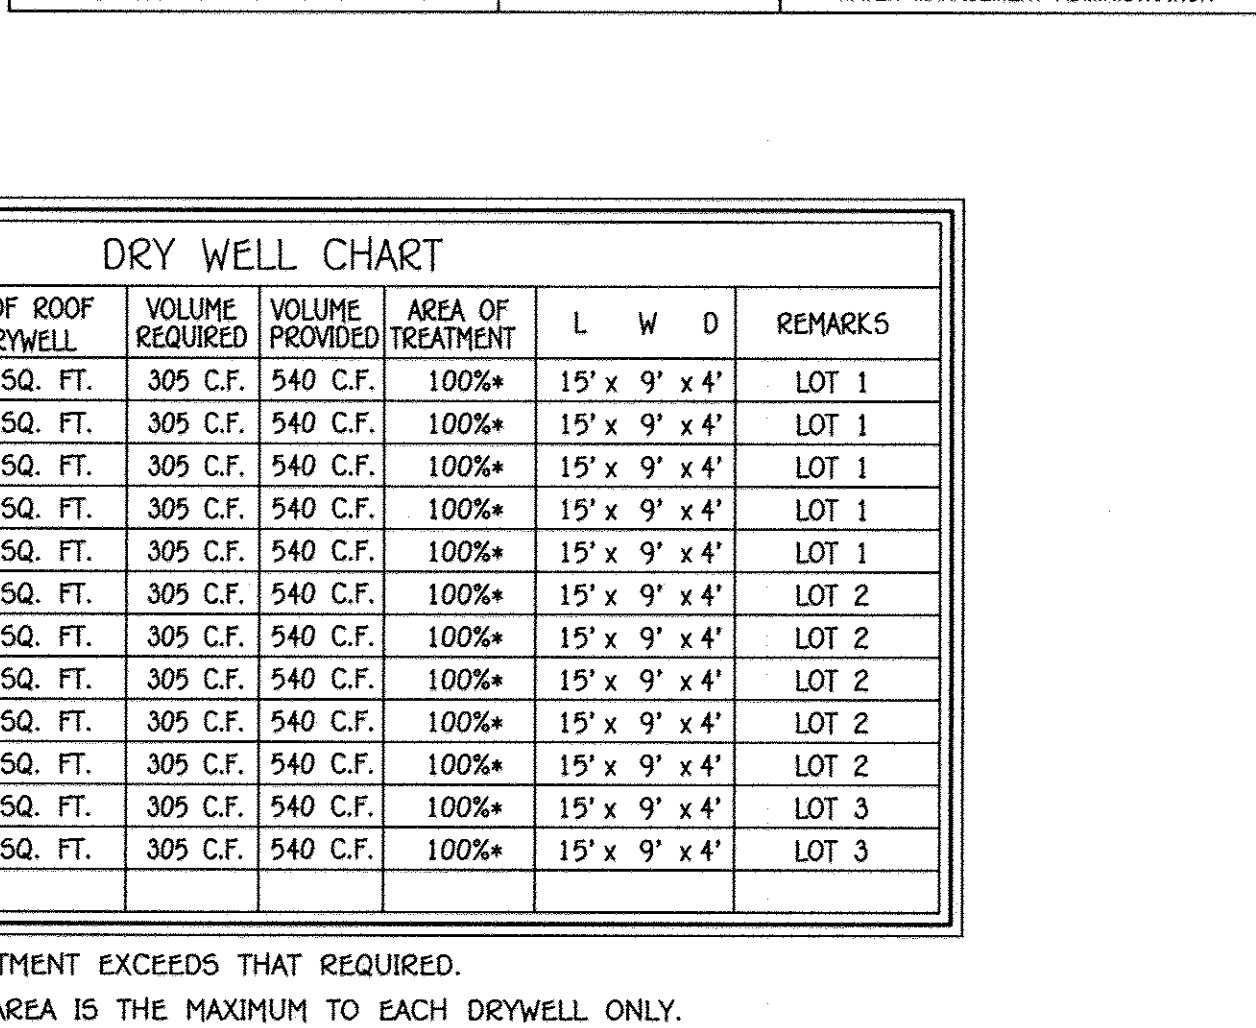 DRY WELL CHART
OF ROOF VOLUME VOLUME AREA OF L W D REMARKS
DRYWELL REQUIRED PROVIDED TREATMENT
SQ. FT. 305 C.F. 540 C.F. 100%* 15' x 9' x 4' LOT 1
SQ. FT. 305 C.F. 540 C.F. 100%* 15' x 9' x 4' LOT 1
SQ. FT. 305 C.F. 540 C.F. 100%* 15' x 9' x 4' LOT 1
SQ. FT. 305 C.F. 540 C.F. 100%* 15' x 9' x 4' LOT 1
SQ. FT. 305 C.F. 540 C.F. 100%* 15' x 9' x 4' LOT 1
SQ. FT. 305 C.F. 540 C.F. 100%* 15' x 9' x 4' LOT 2
SQ. FT. 305 C.F. 540 C.F. 100%* 15' x 9' x 4' LOT 2
SQ. FT. 305 C.F. 540 C.F. 100%* 15' x 9' x 4' LOT 2
SQ. FT. 305 C.F. 540 C.F. 100%* 15' x 9' x 4' LOT 2
SQ. FT. 305 C.F. 540 C.F. 100%* 15' x 9' x 4' LOT 2
SQ. FT. 305 C.F. 540 C.F. 100%* 15' x 9' x 4' LOT 3
SQ. FT. 305 C.F. 540 C.F. 100%* 15' x 9' x 4' LOT 3
TMENT EXCEEDS THAT REQUIRED.
AREA IS THE MAXIMUM TO EACH DRYWELL ONLY.